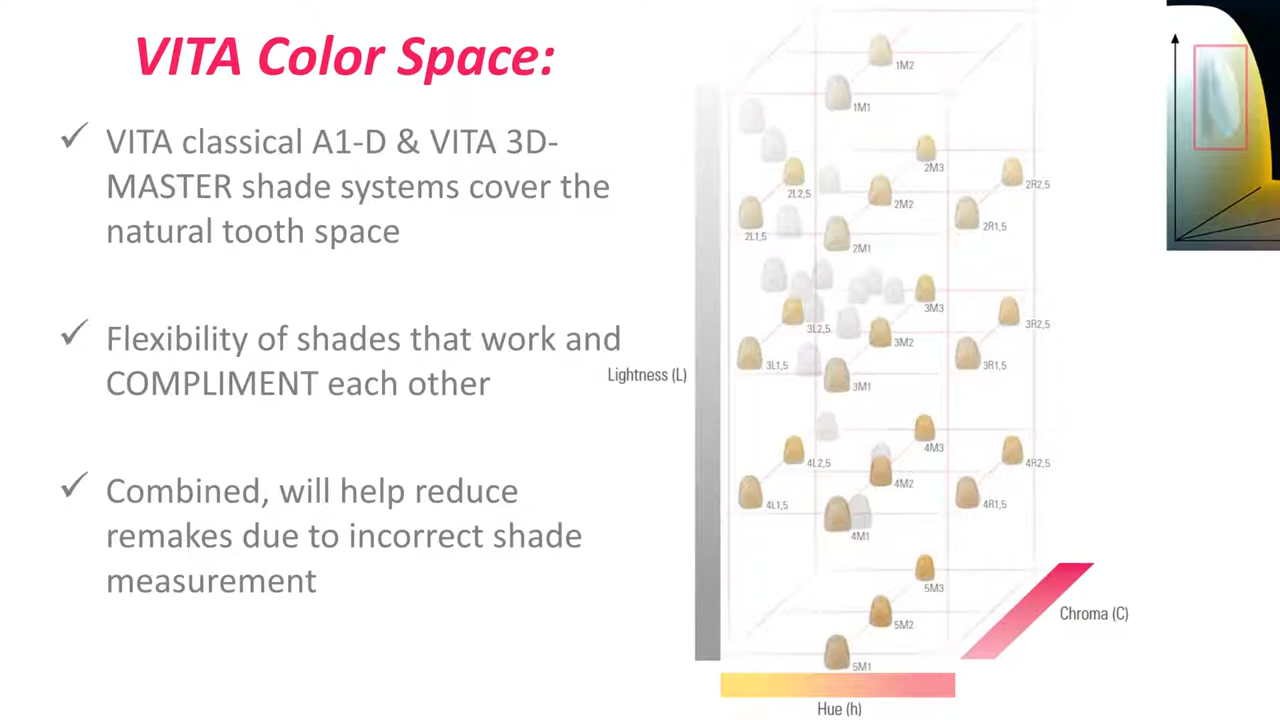 VITA Color Space:
✓ VITA classical A1-D & VITA 3D-
MASTER shade systems cover the
natural tooth space
✓ Flexibility of shades that work and
COMPLIMENT each other
✓ Combined, will help reduce
remakes due to incorrect shade
measurement
Lightness (L)
1M2
1M1
2M3
2L2,5
2M2
2R2,5
2L1,5
2M1
2R1,5
3M3
3L2,5
3M2
3R2,5
3L1,5
3M1
3R1,5
4M3
4L2,5
4M2
4R2,5
4L1,5
4M1
4R1,5
5M3
5M2
5M1
Chroma (C)
Hue (h)